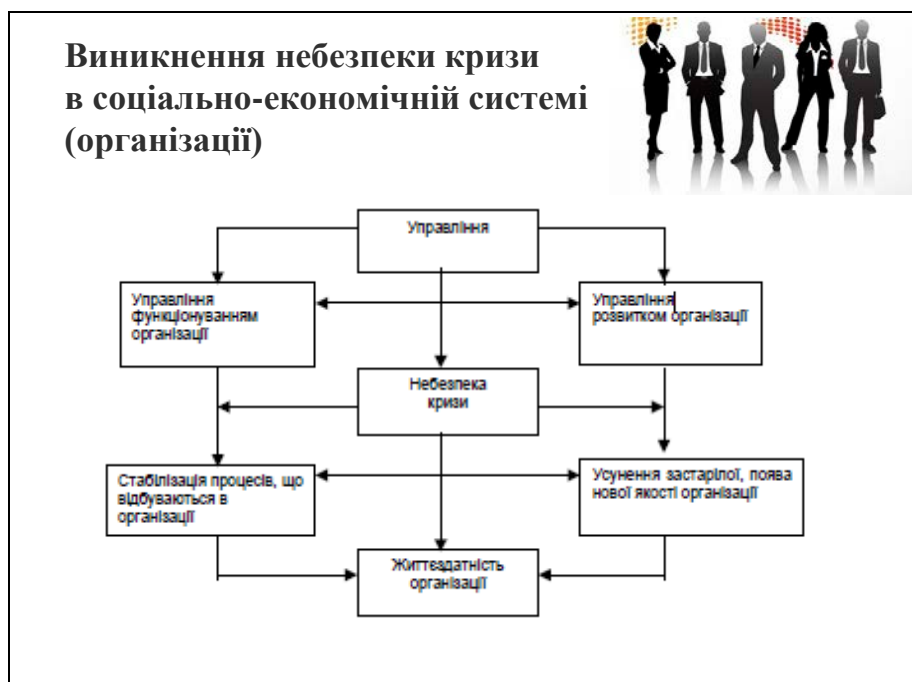 Виникнення небезпеки кризи
в соціально-економічній системі
(організації)
Управління
Управління
функціонуванням
організації
Управління
розвитком організації
Небезпека
кризи
Стабілізація процесів, що
відбуваються в
організації
Усунення застарілої, поява
нової якості організації
Життєздатність
організації